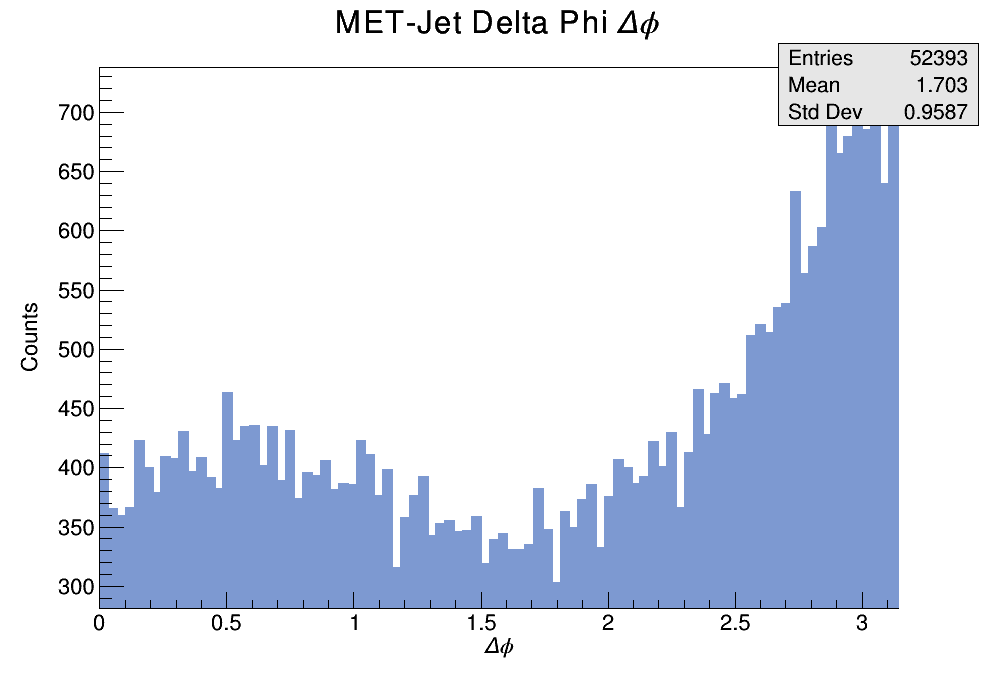 MET-Jet Delta Phi Δϕ
Entries 52393
Mean 1.703
Std Dev 0.9587
700
650
600
550
500
450
400
350
300
Counts
0 0.5 1 1.5 2 2.5 3
Δϕ